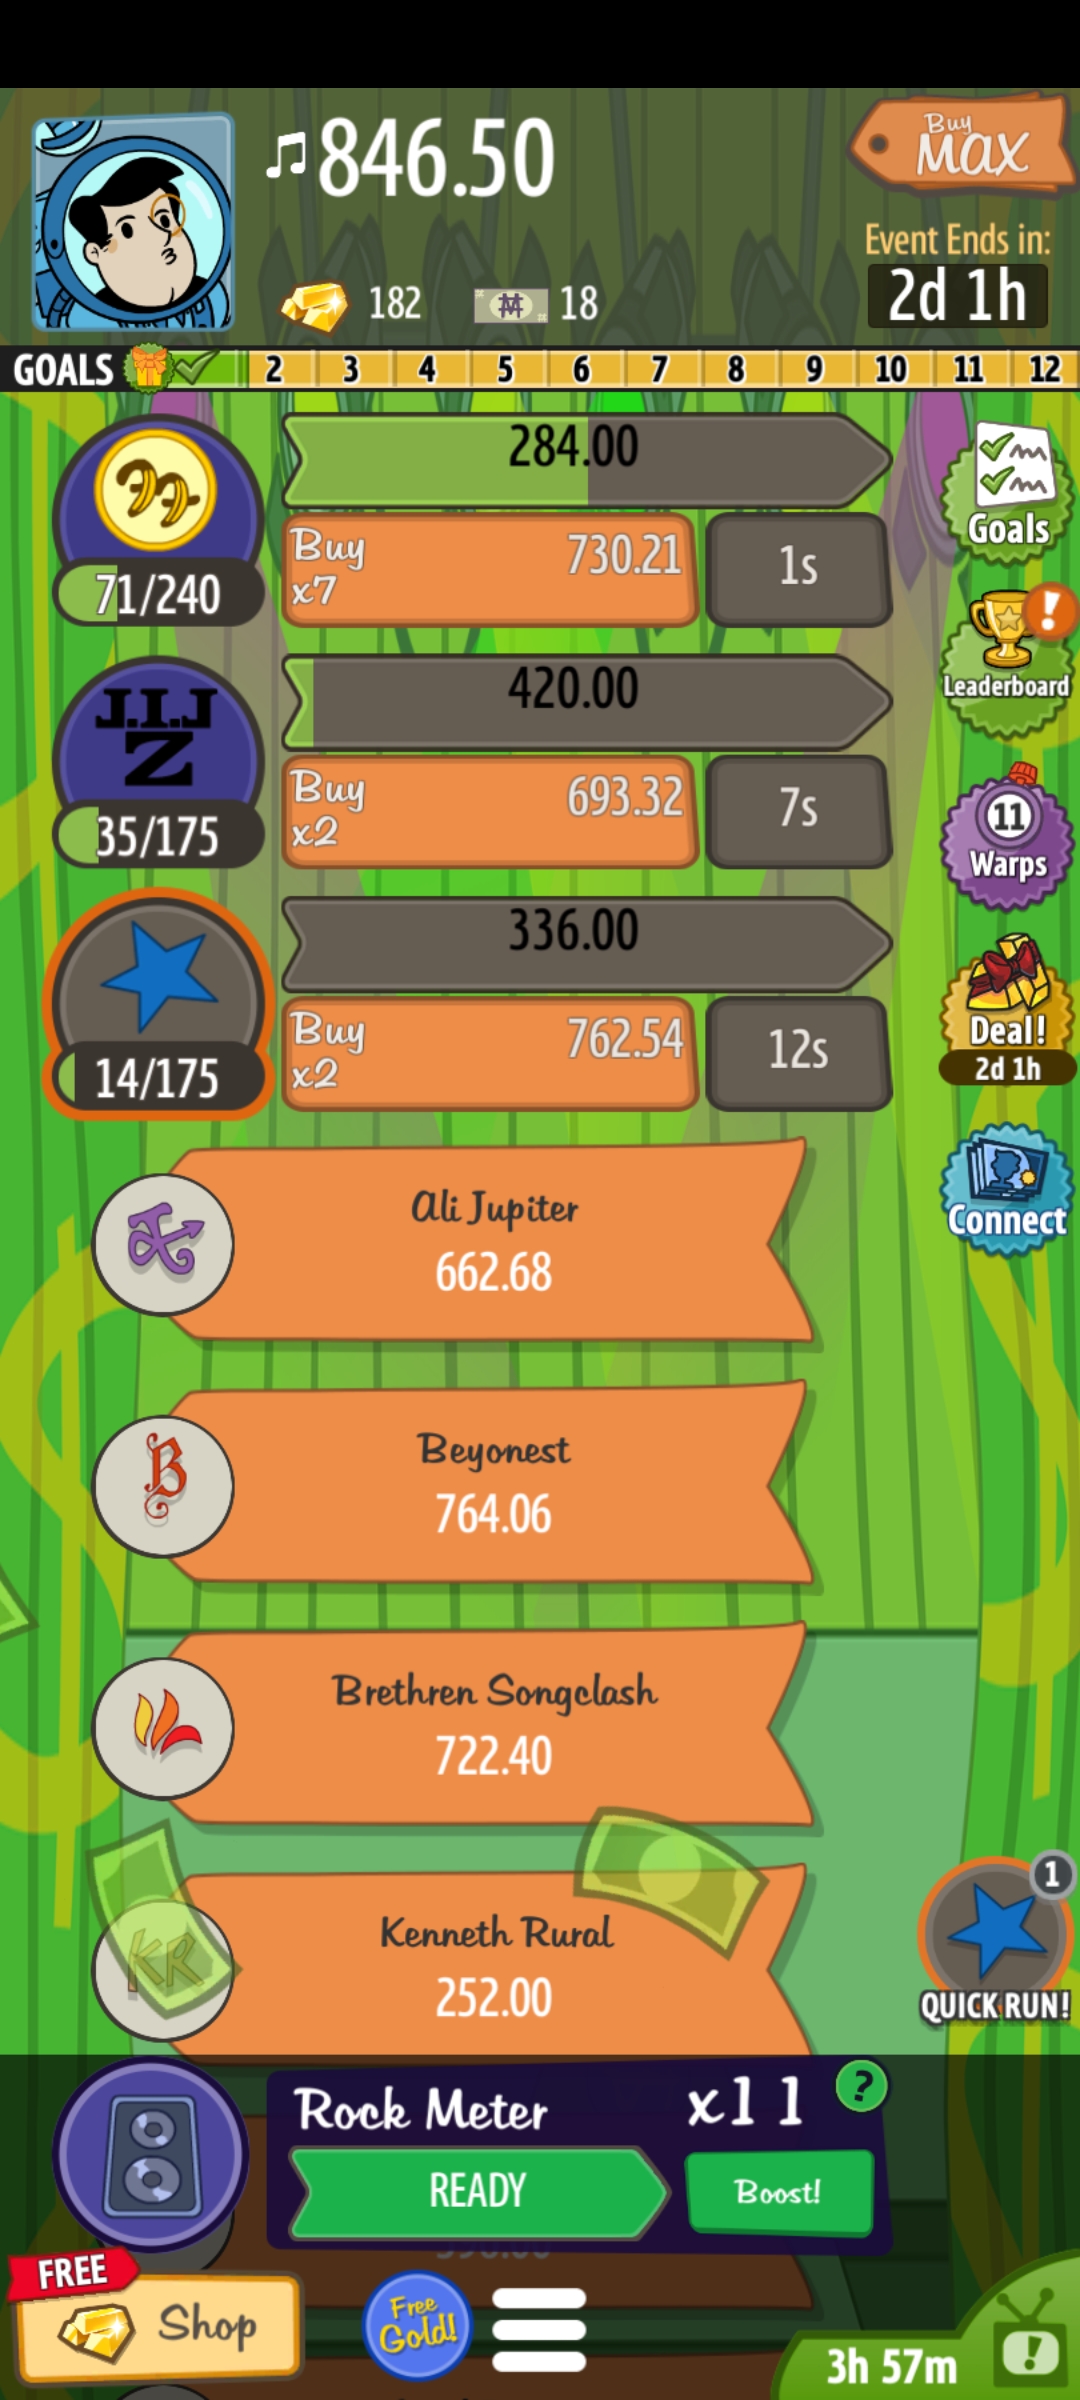 846.50
Buy
MAX
182
18
Event Ends in:
2d 1h
GOALS 2 3 4 5 6 7 8 9 10 11 12
284.00
71/240
Buy
x7
730.21
1s
Goals
J.I.J
Z
420.00
35/175
Buy
x2
693.32
7s
!
Leaderboard
11
Warps
336.00
14/175
Buy
x2
762.54
12s
Deal!
2d 1h
Connect
Ali Jupiter
662.68
B
Beyonest
764.06
Brethren Songclash
722.40
KR
Kenneth Rural
252.00
1
QUICK RUN!
Rock Meter
x11
?
READY
Boost!
FREE
Shop
Free
Gold!
3h 57m
!